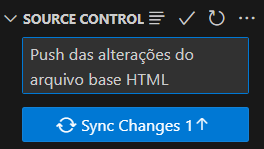 SOURCE CONTROL
Push das alterações do
arquivo base HTML
Sync Changes 1↑